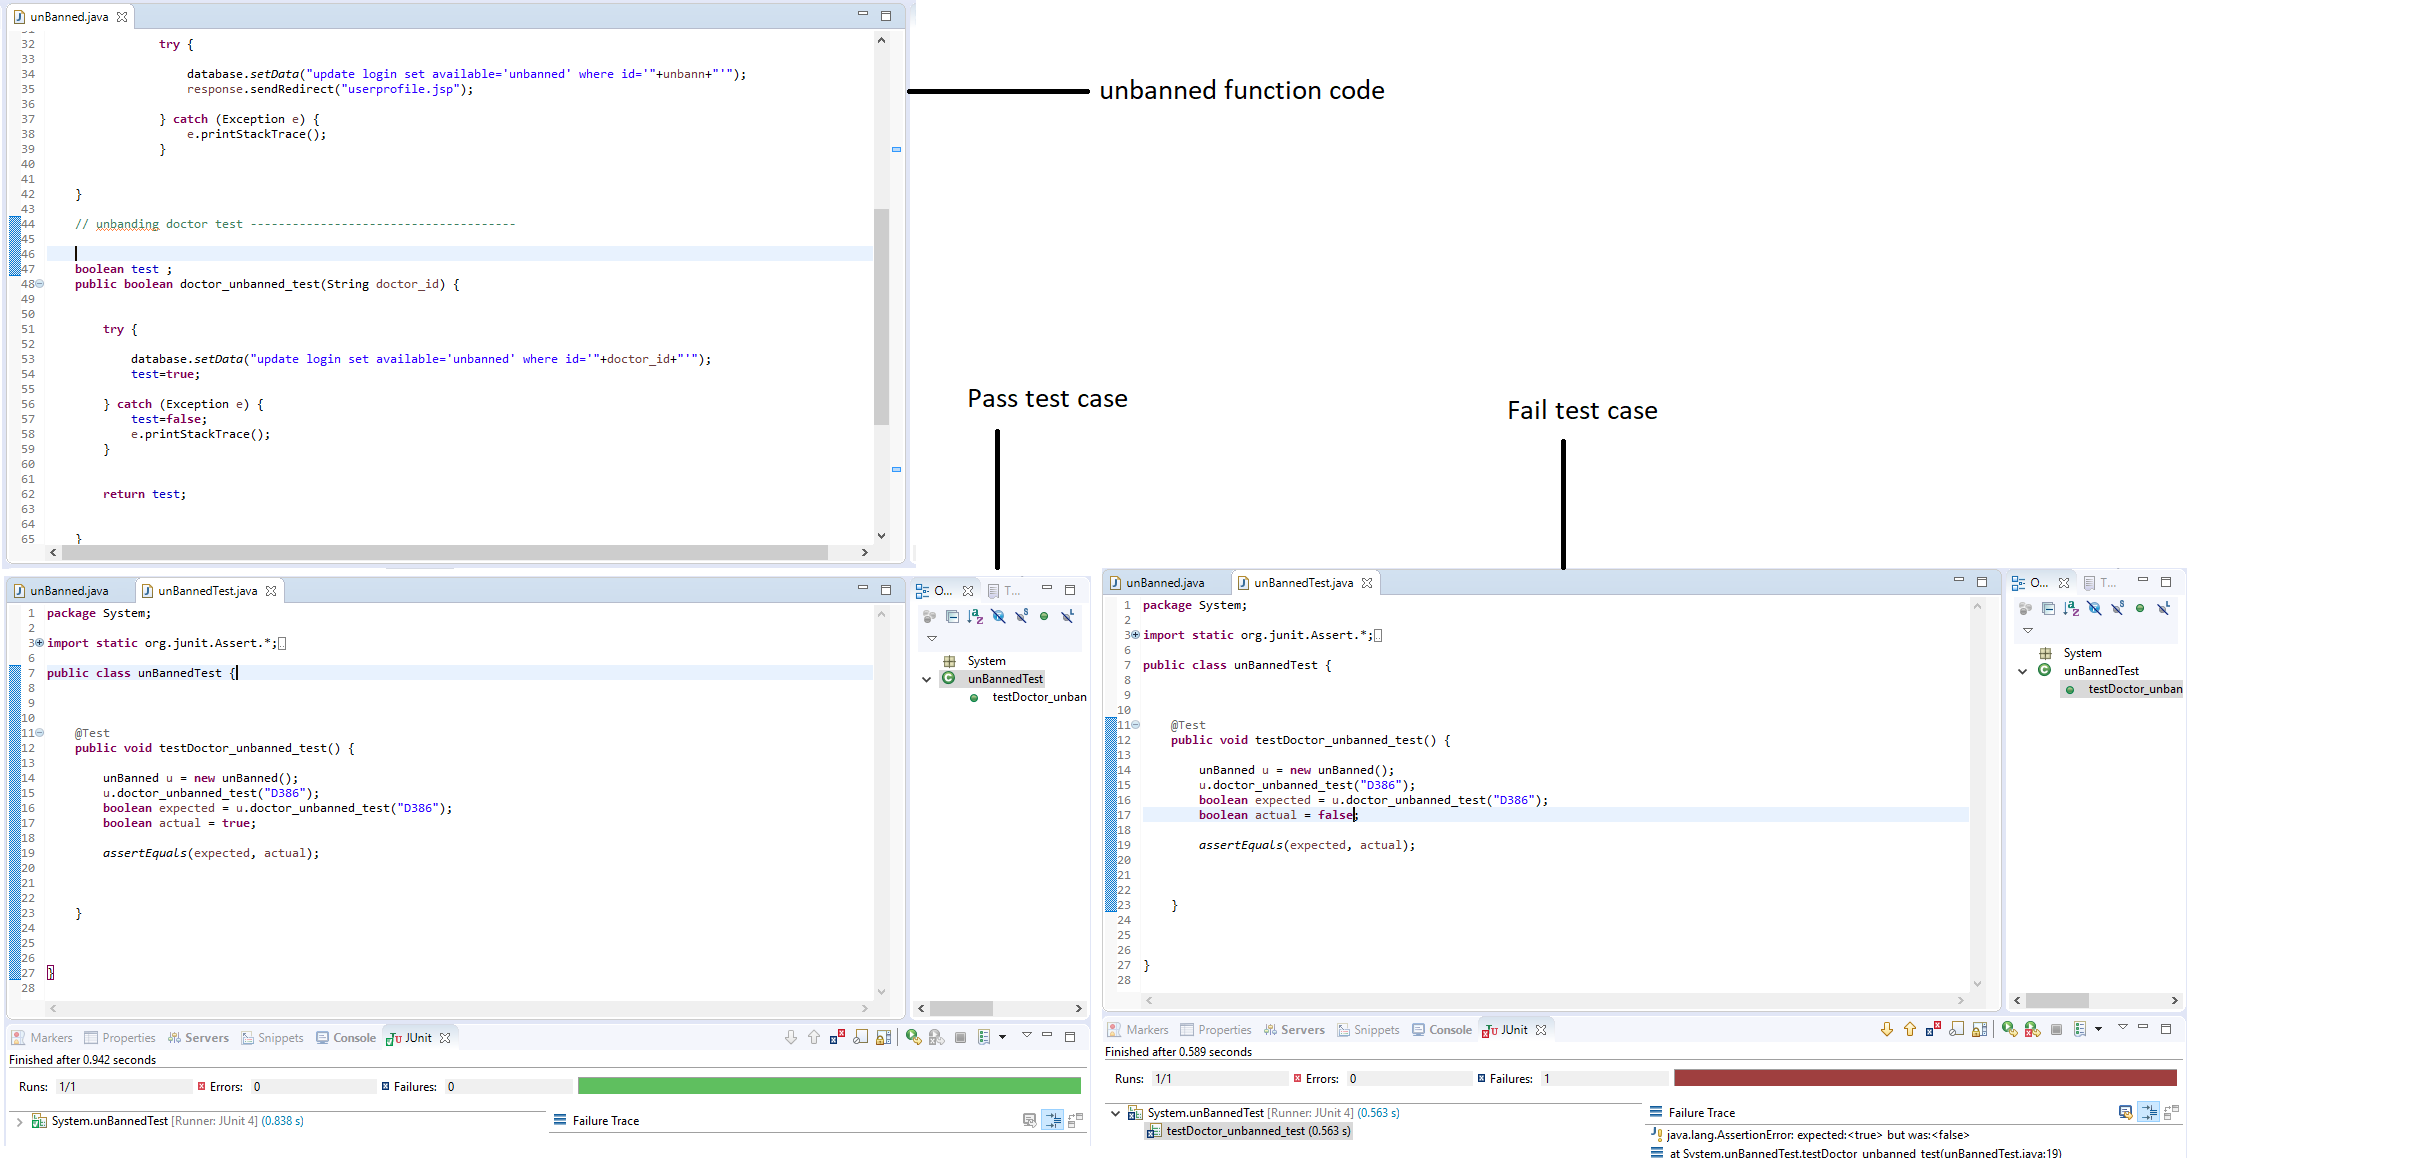 unBanned.java
32 try {
33
34 database.setData("update login set available='unbanned' where id='"+unbann+"'");
35 response.sendRedirect("userprofile.jsp");
36
37 } catch (Exception e) {
38 e.printStackTrace();
39 }
40
41
42 }
43
44 // unbanding doctor test --------------------------------------
45
46
47 boolean test ;
48 public boolean doctor_unbanned_test(String doctor_id) {
49
50
51 try {
52
53 database.setData("update login set available='unbanned' where id='"+doctor_id+"'");
54 test=true;
55
56 } catch (Exception e) {
57 test=false;
58 e.printStackTrace();
59 }
60
61
62 return test;
63
64
65 }
unbanned function code
Pass test case
Fail test case
unBanned.java unBannedTest.java
1 package System;
2
3 import static org.junit.Assert.*;
6
7 public class unBannedTest {
8
9
10
11 @Test
12 public void testDoctor_unbanned_test() {
13
14 unBanned u = new unBanned();
15 u.doctor_unbanned_test("D386");
16 boolean expected = u.doctor_unbanned_test("D386");
17 boolean actual = true;
18
19 assertEquals(expected, actual);
20
21
22
23 }
24
25
26
27 }
28
O... T...
System
unBannedTest
testDoctor_unban
Markers Properties Servers Snippets Console JUnit
Finished after 0.942 seconds
Runs: 1/1 Errors: 0 Failures: 0
System.unBannedTest [Runner: JUnit 4] (0.838 s)
Failure Trace
unBanned.java unBannedTest.java
1 package System;
2
3 import static org.junit.Assert.*;
6
7 public class unBannedTest {
8
9
10
11 @Test
12 public void testDoctor_unbanned_test() {
13
14 unBanned u = new unBanned();
15 u.doctor_unbanned_test("D386");
16 boolean expected = u.doctor_unbanned_test("D386");
17 boolean actual = false;
18
19 assertEquals(expected, actual);
20
21
22
23 }
24
25
26
27 }
28
O... T...
System
unBannedTest
testDoctor_unban
Markers Properties Servers Snippets Console JUnit
Finished after 0.589 seconds
Runs: 1/1 Errors: 0 Failures: 1
System.unBannedTest [Runner: JUnit 4] (0.563 s)
testDoctor_unbanned_test (0.563 s)
Failure Trace
java.lang.AssertionError: expected:<true> but was:<false>
at System.unBannedTest.testDoctor_unbanned_test(unBannedTest.java:19)